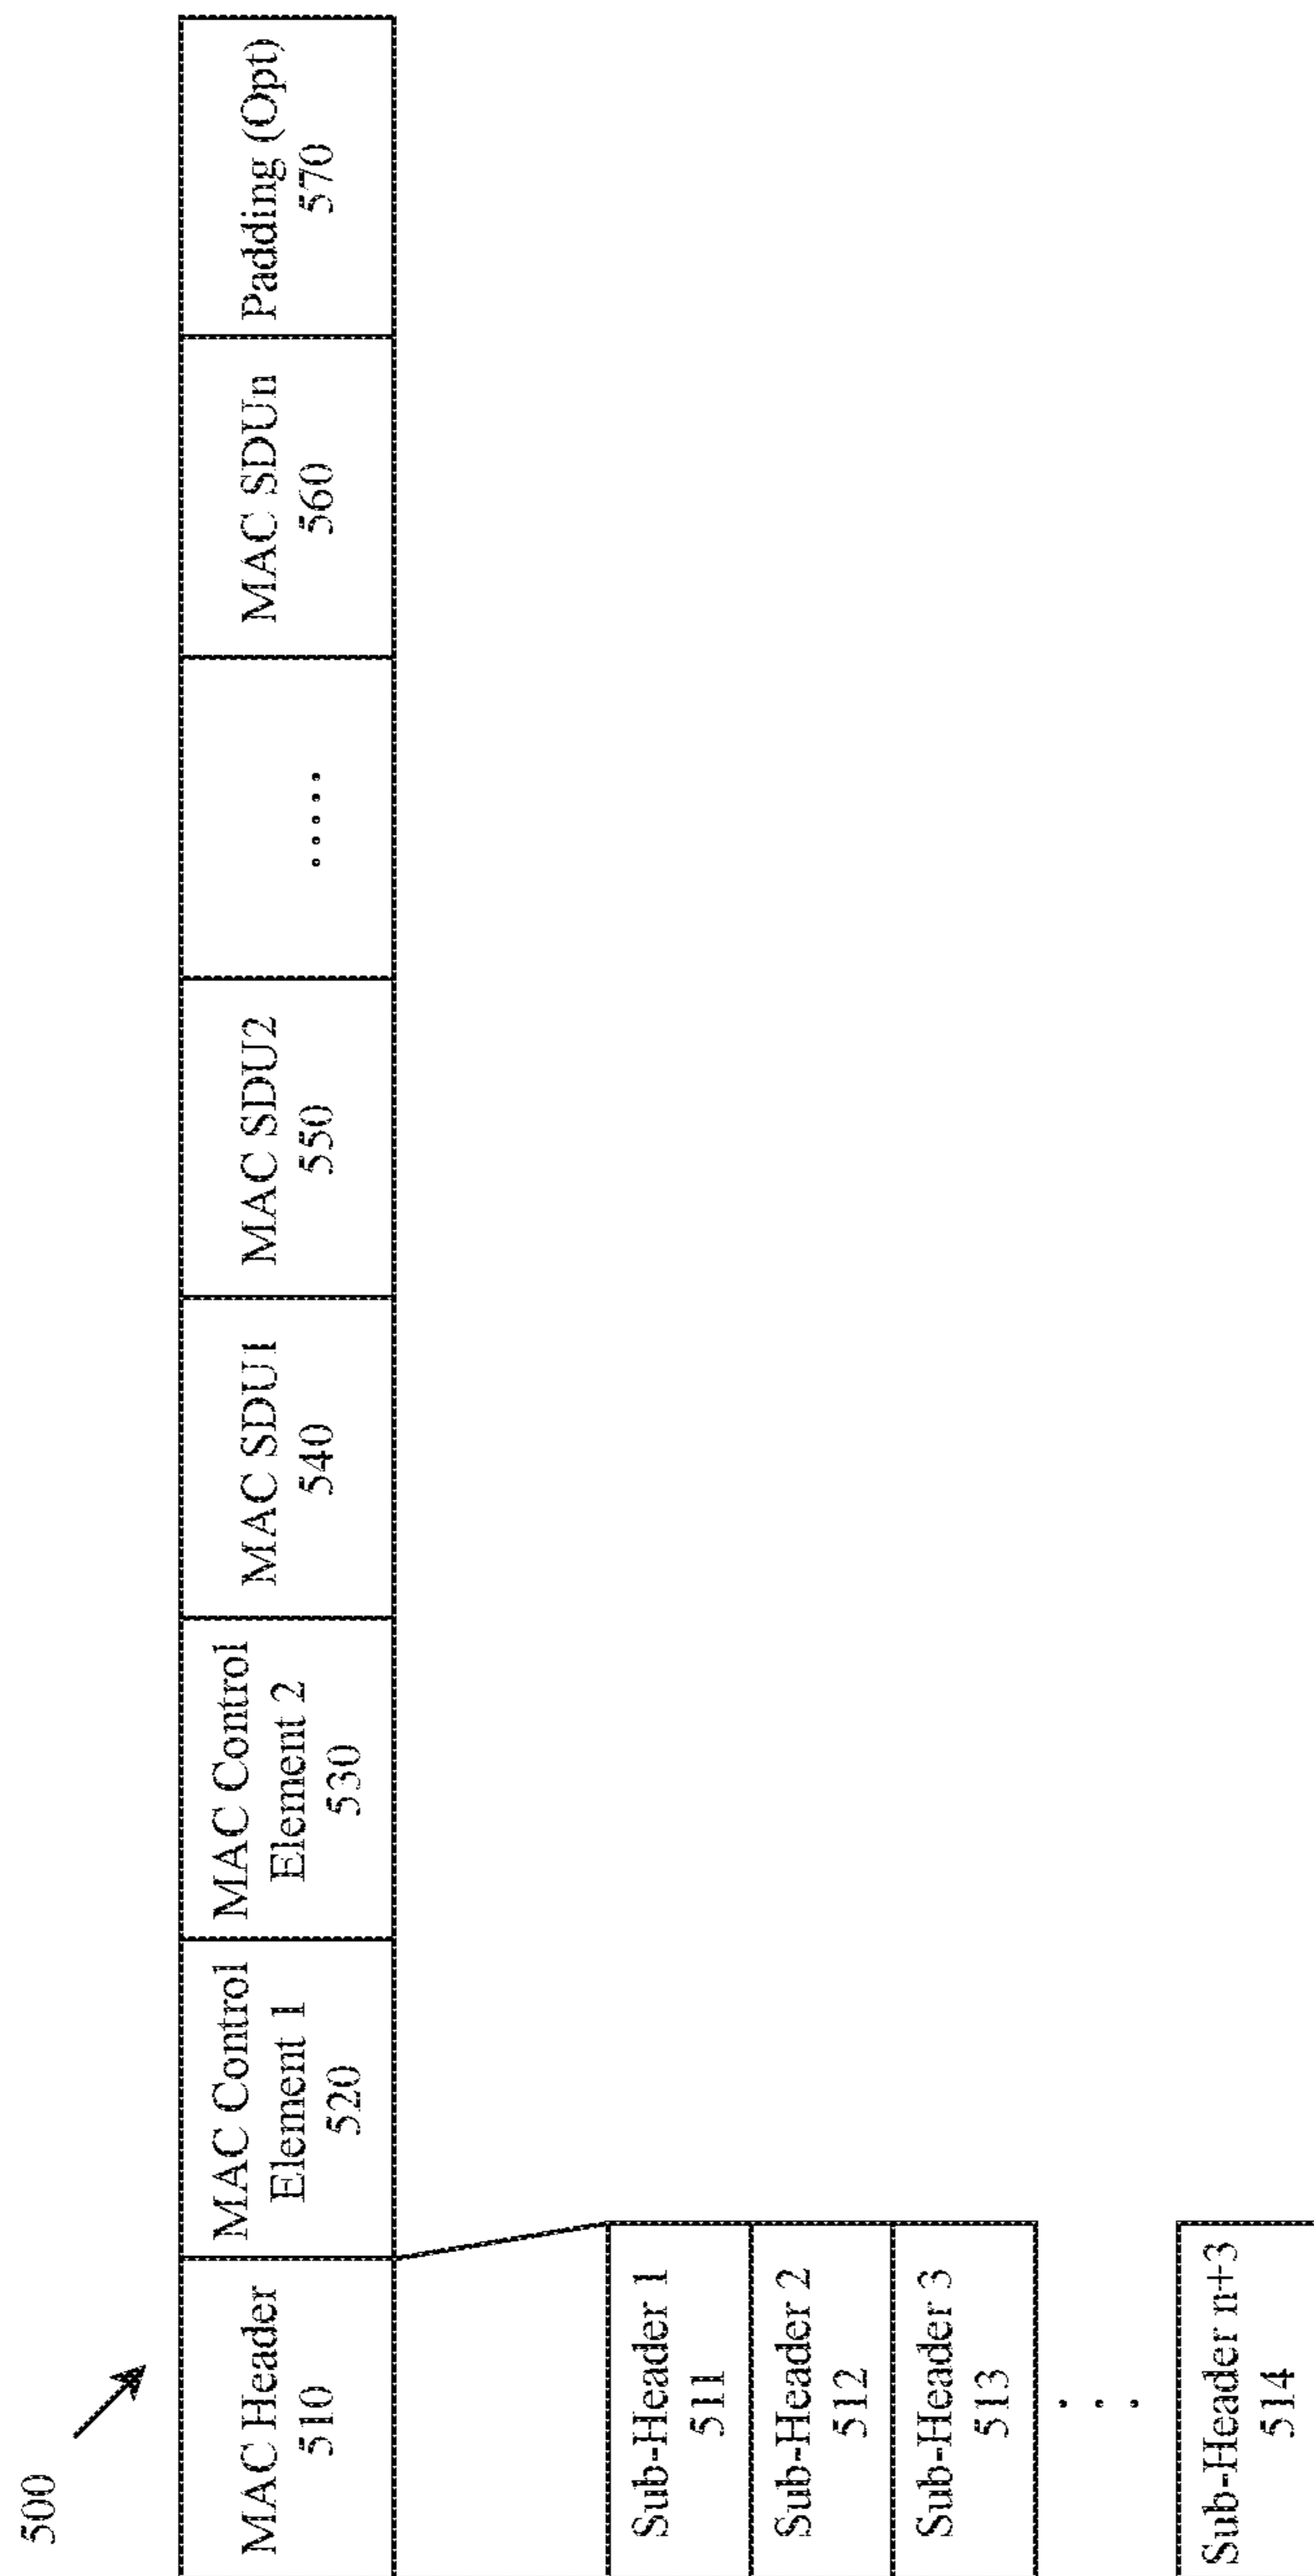 500
MAC Header
510
MAC Control
Element 1
520
MAC Control
Element 2
530
MAC SDU1
540
MAC SDU2
550
.....
MAC SDUn
560
Padding (Opt)
570
Sub-Header 1
511
Sub-Header 2
512
Sub-Header 3
513
. . .
Sub-Header n+3
514